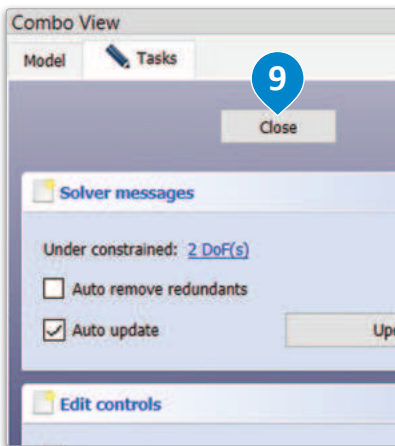 Combo View
Model Tasks
9
Close
Solver messages
Under constrained: 2 DoF(s)
Auto remove redundants
Auto update
Edit controls